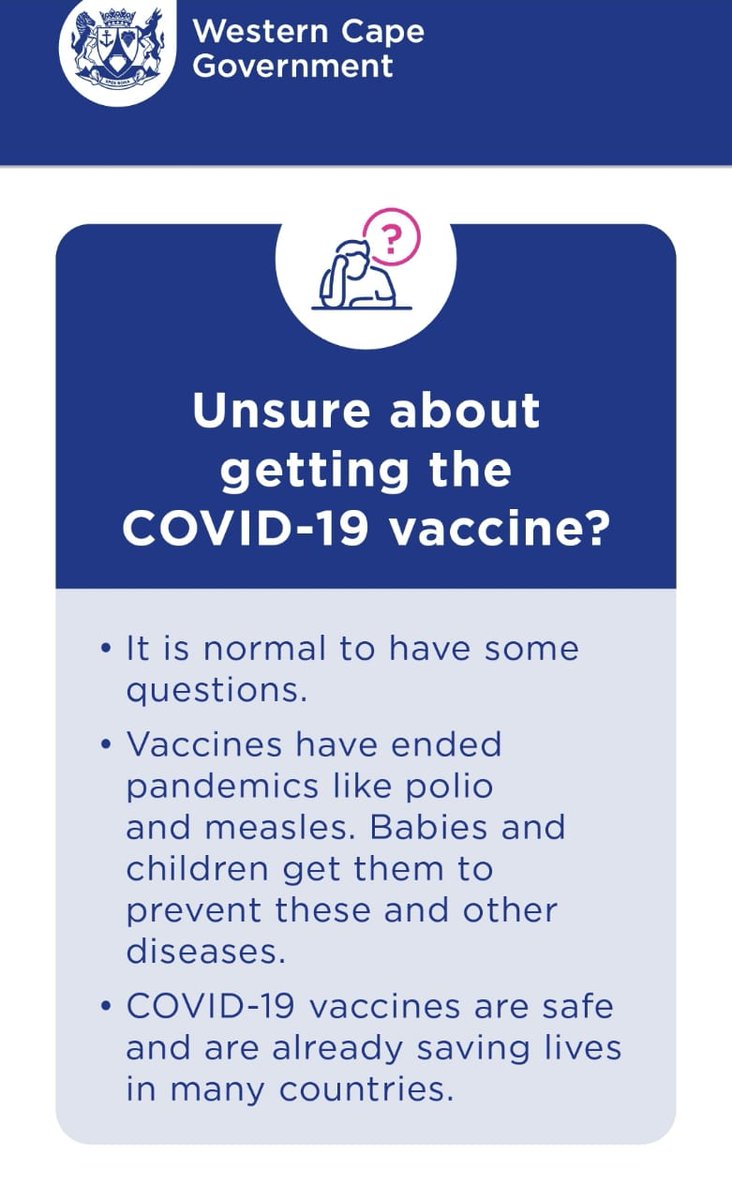 Western Cape
Government
?
Unsure about
getting the
COVID-19 vaccine?
• It is normal to have some
questions.
• Vaccines have ended
pandemics like polio
and measles. Babies and
children get them to
prevent these and other
diseases.
• COVID-19 vaccines are safe
and are already saving lives
in many countries.